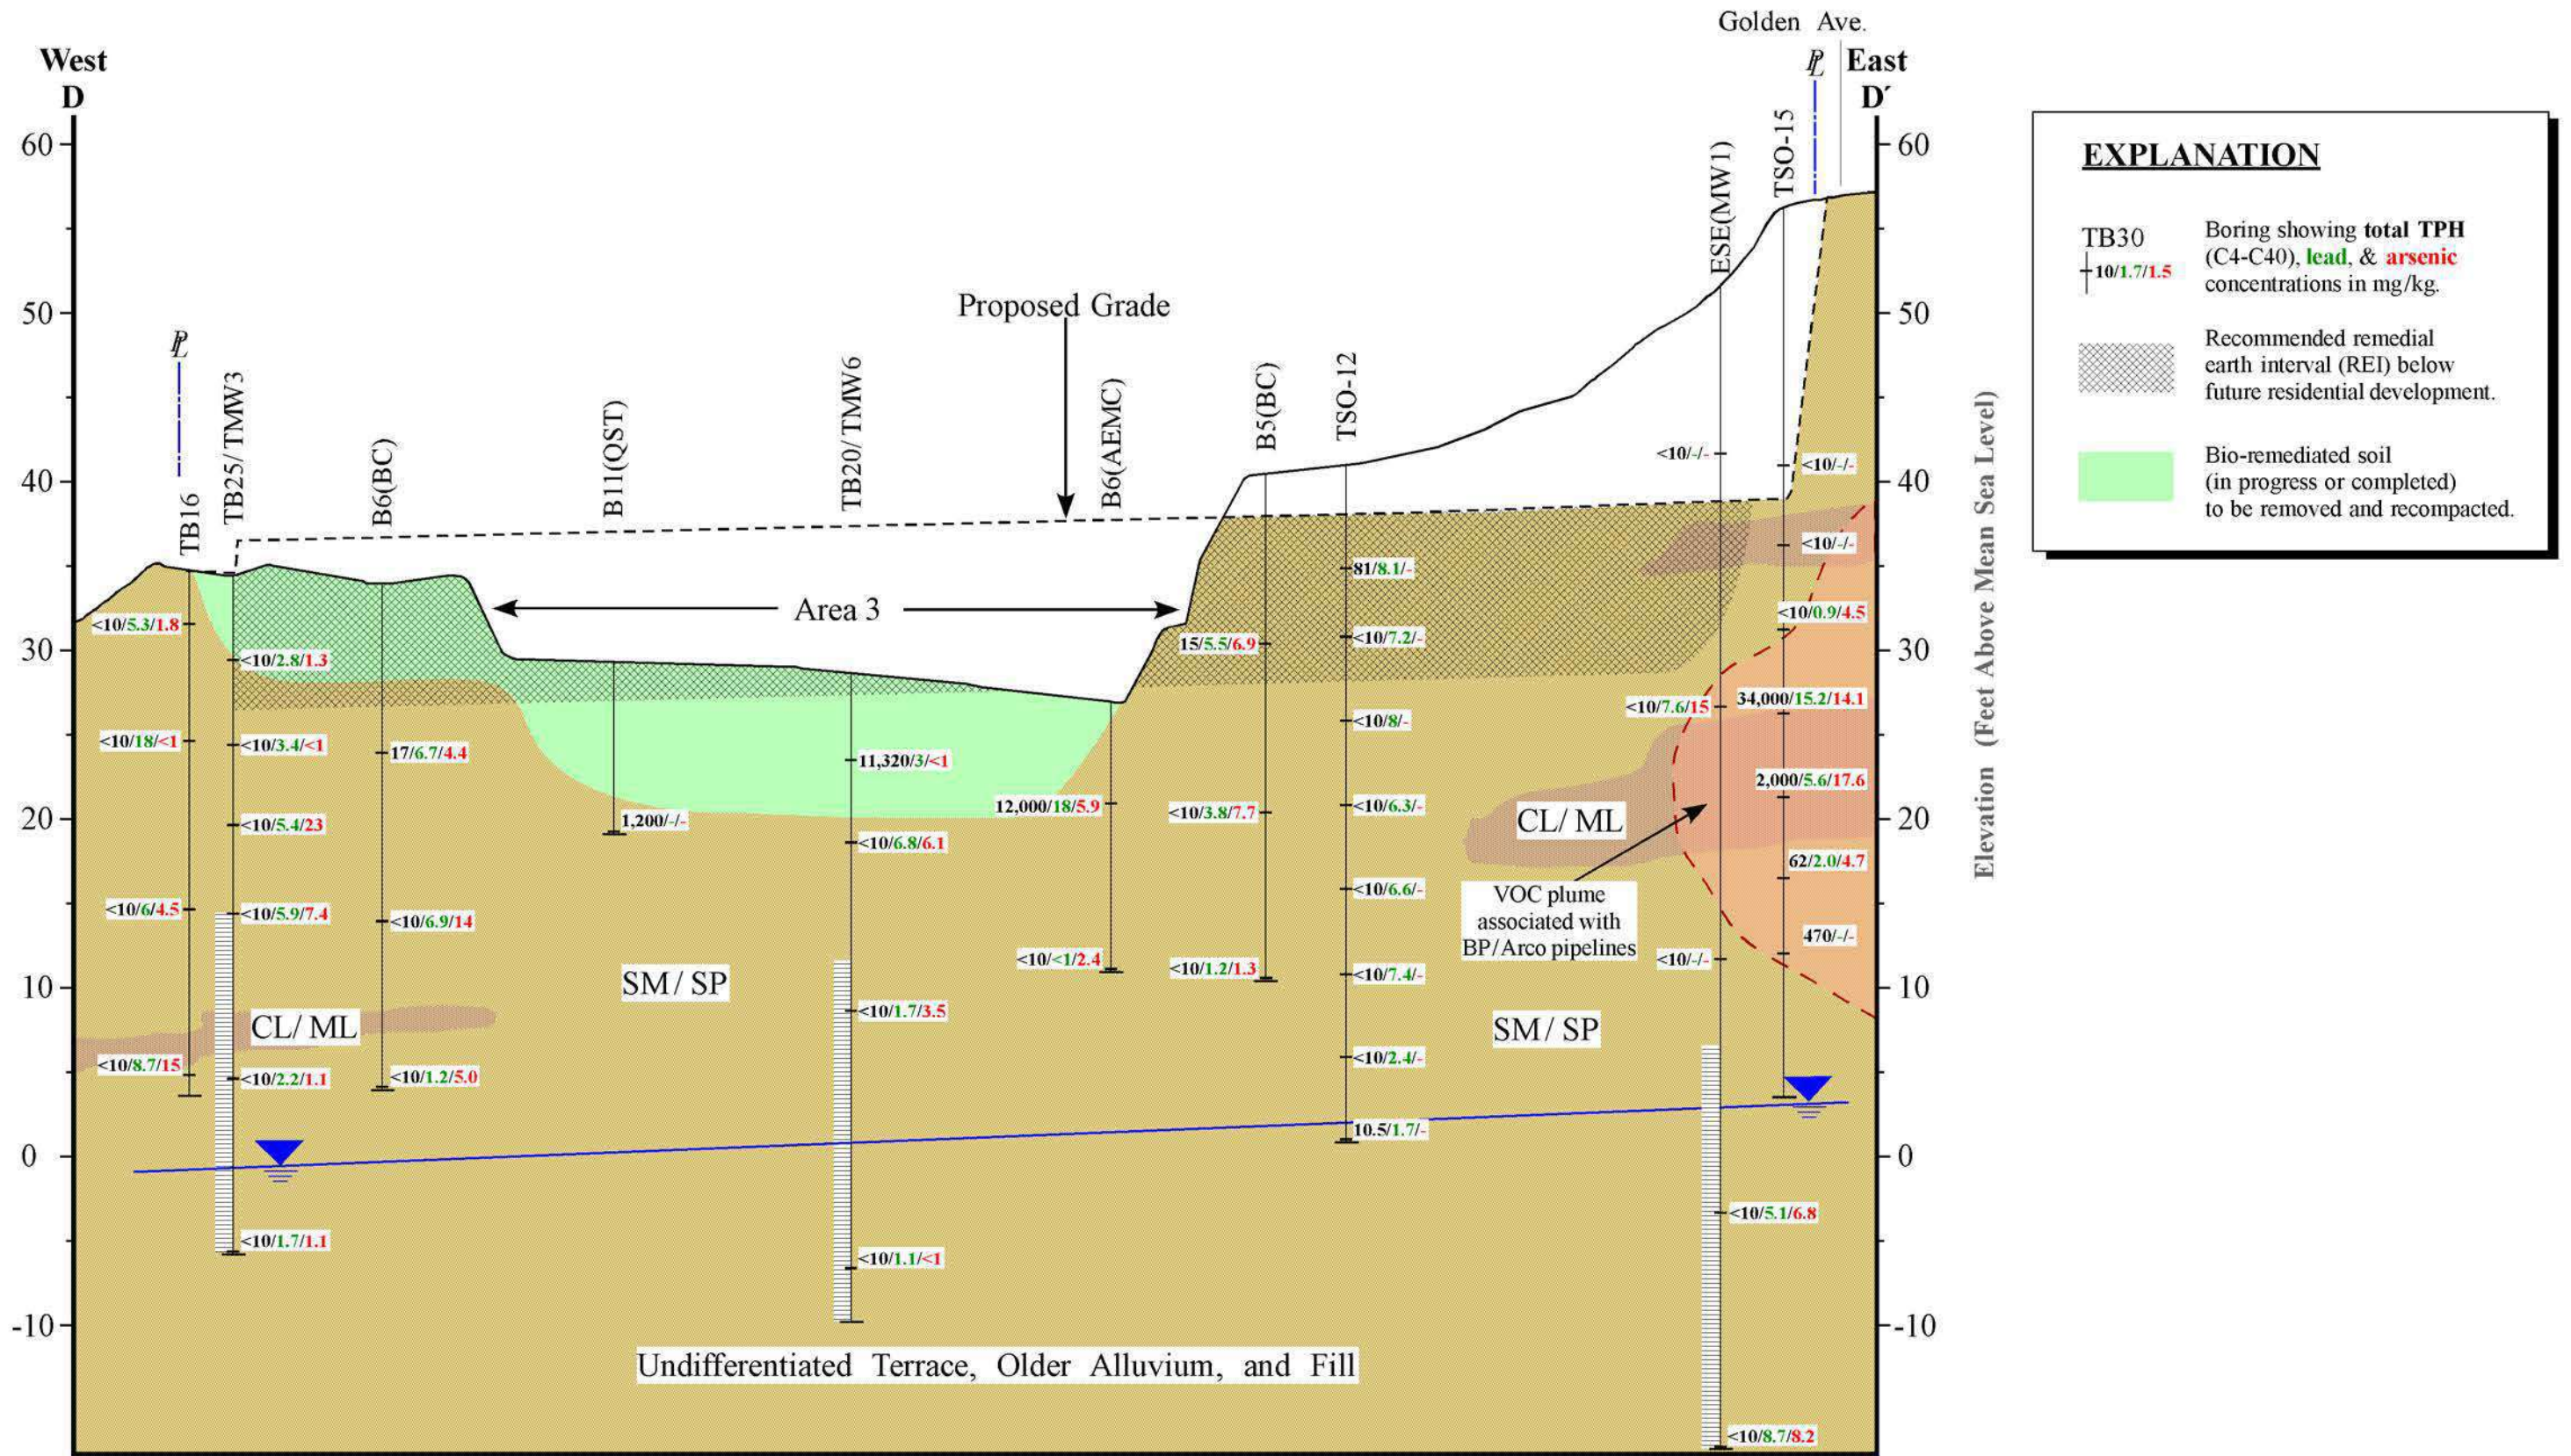 Golden Ave.
West
D
East
D´
PL
PL
60
50
40
30
20
10
0
-10
60
50
40
30
20
10
0
-10
Elevation (Feet Above Mean Sea Level)
TB16
TB25/TMW3
B6(BC)
B11(QST)
TB20/TMW6
B6(AEMC)
B5(BC)
TSO-12
ESE(MW1)
TSO-15
Proposed Grade
Area 3
<10/5.3/1.8
<10/18/<1
<10/6/4.5
<10/8.7/15
<10/2.8/1.3
<10/3.4/<1
<10/5.4/23
<10/5.9/7.4
<10/2.2/1.1
<10/1.7/1.1
17/6.7/4.4
<10/6.9/14
<10/1.2/5.0
1,200/-/-
11,320/3/<1
<10/6.8/6.1
<10/1.7/3.5
<10/1.1/<1
12,000/18/5.9
<10/<1/2.4
15/5.5/6.9
<10/3.8/7.7
<10/1.2/1.3
81/8.1/-
<10/7.2/-
<10/8/-
<10/6.3/-
<10/6.6/-
<10/7.4/-
<10/2.4/-
10.5/1.7/-
<10/-/-
<10/7.6/15
<10/-/-
<10/5.1/6.8
<10/8.7/8.2
<10/-/-
<10/-/-
<10/0.9/4.5
34,000/15.2/14.1
2,000/5.6/17.6
62/2.0/4.7
470/-/-
CL/ML
SM/SP
CL/ML
SM/SP
VOC plume
associated with
BP/Arco pipelines
Undifferentiated Terrace, Older Alluvium, and Fill
EXPLANATION
TB30
10/1.7/1.5
Boring showing total TPH
(C4-C40), lead, & arsenic
concentrations in mg/kg.
Recommended remedial
earth interval (REI) below
future residential development.
Bio-remediated soil
(in progress or completed)
to be removed and recompacted.